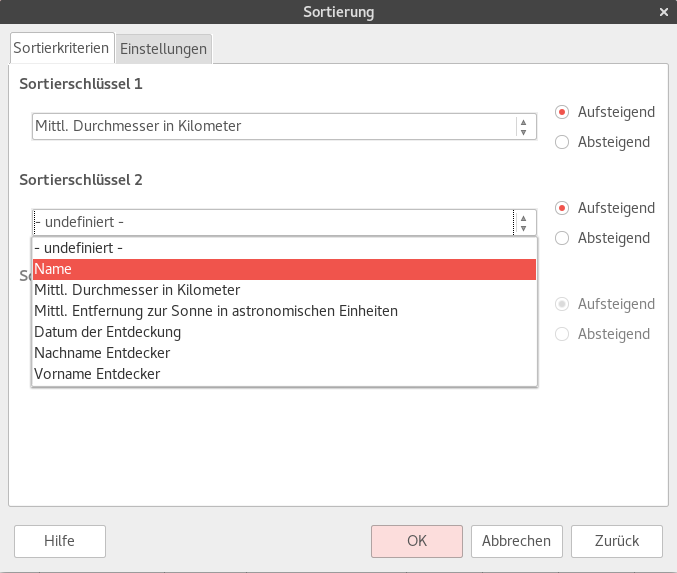 Sortierung
Sortierkriterien Einstellungen
Sortierschlüssel 1
Mittl. Durchmesser in Kilometer
Aufsteigend
Absteigend
Sortierschlüssel 2
- undefiniert -
Aufsteigend
Absteigend
- undefiniert -
Name
Mittl. Durchmesser in Kilometer
Mittl. Entfernung zur Sonne in astronomischen Einheiten
Datum der Entdeckung
Nachname Entdecker
Vorname Entdecker
Aufsteigend
Absteigend
Hilfe OK Abbrechen Zurück